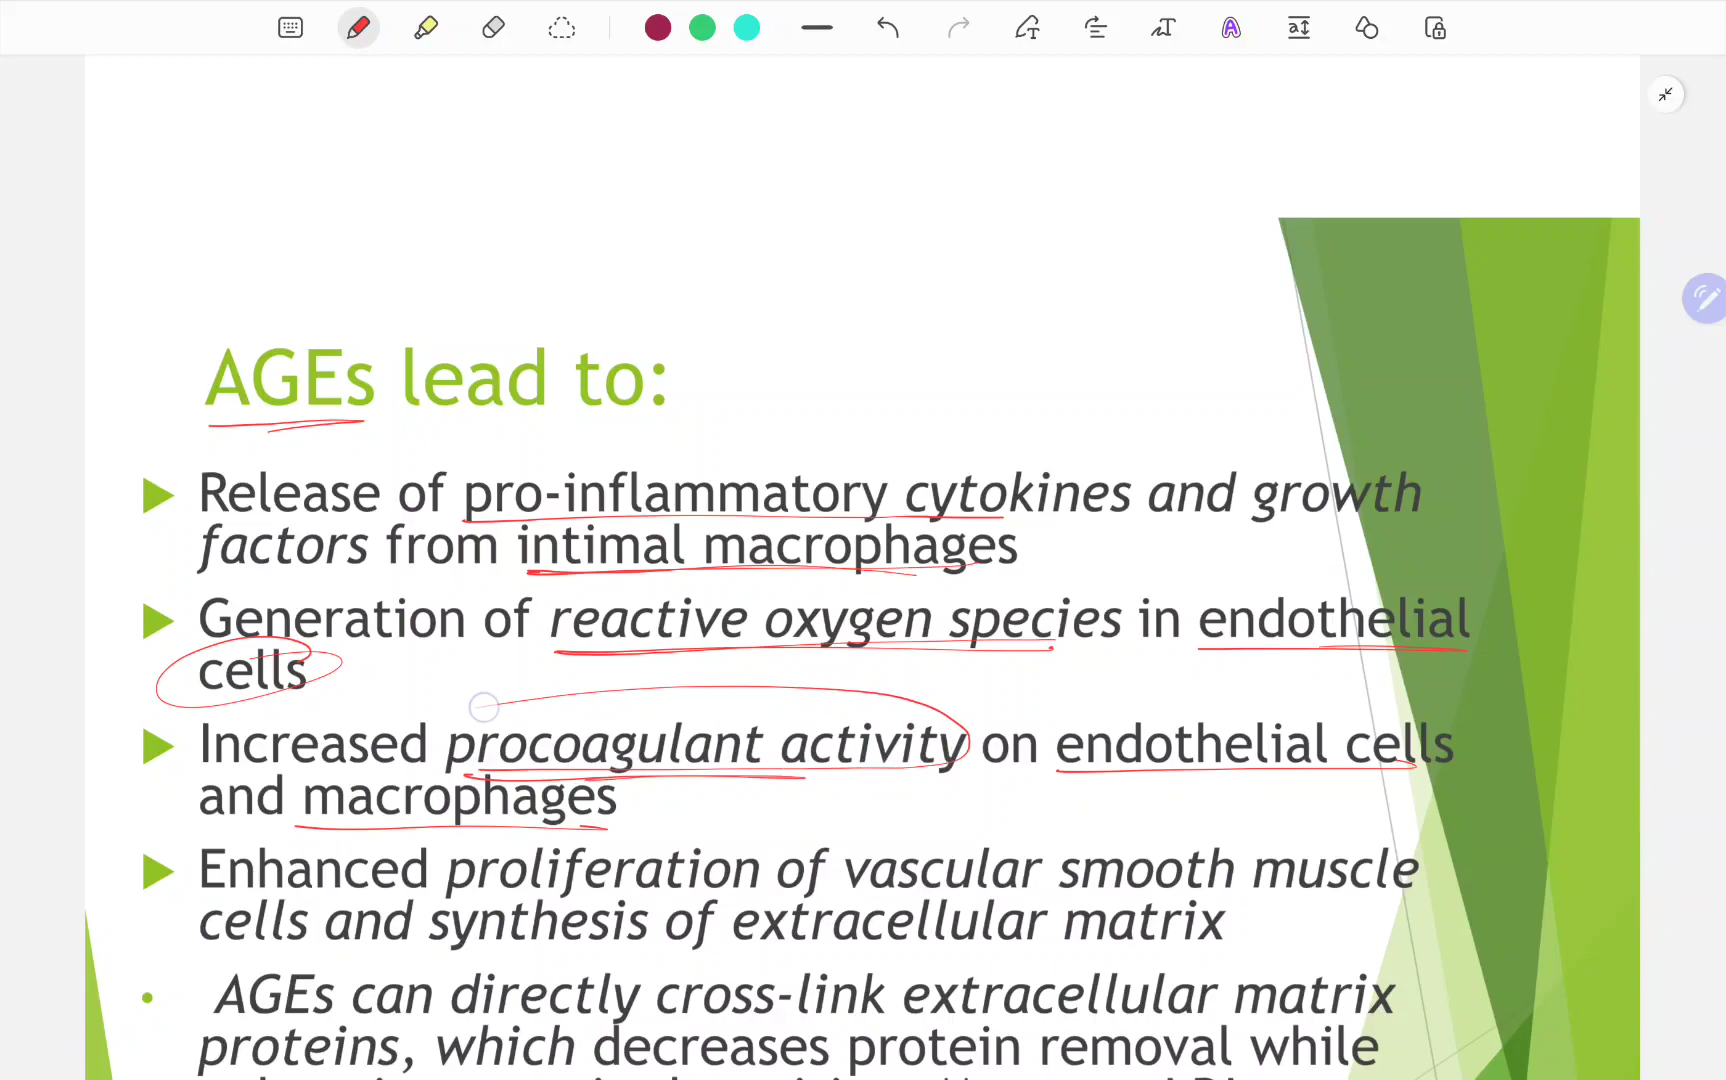 AGEs lead to:
Release of pro-inflammatory cytokines and growth
factors from intimal macrophages
Generation of reactive oxygen species in endothelial
cells
Increased procoagulant activity on endothelial cells
and macrophages
Enhanced proliferation of vascular smooth muscle
cells and synthesis of extracellular matrix
AGEs can directly cross-link extracellular matrix
proteins, which decreases protein removal while